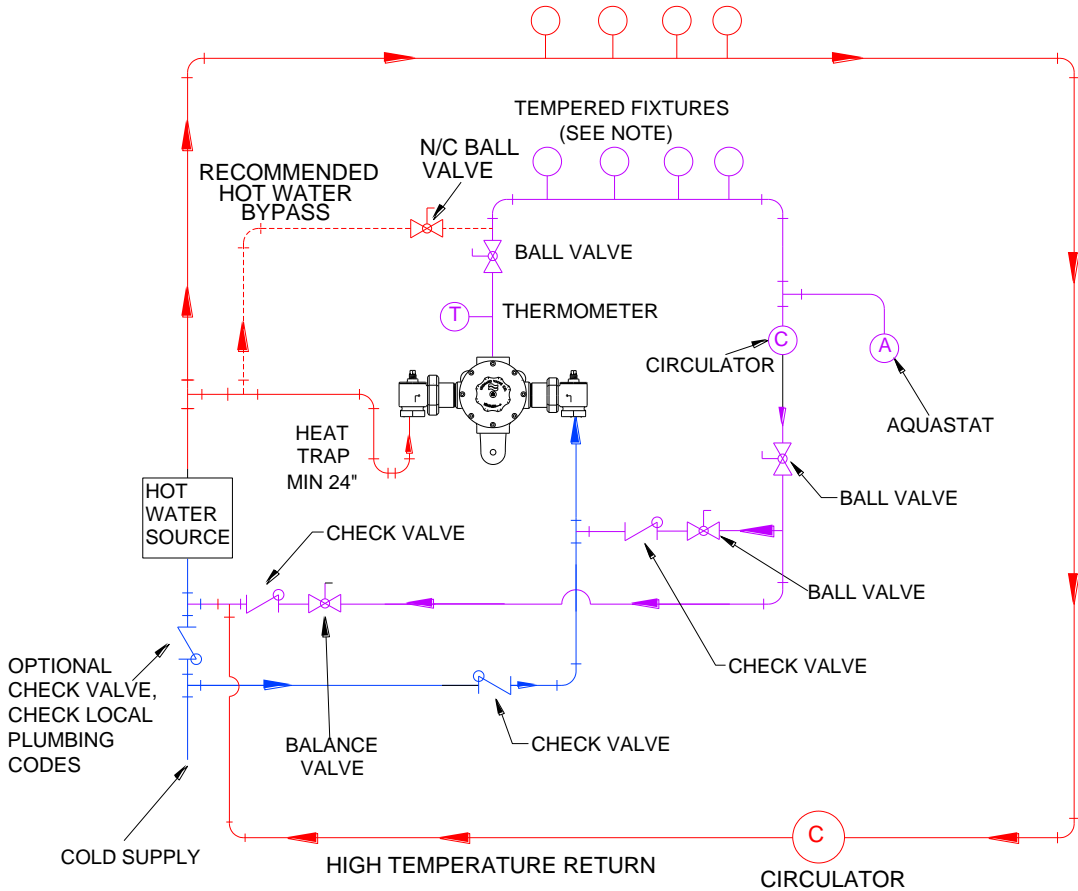 TEMPERED FIXTURES
(SEE NOTE)
N/C BALL
VALVE
RECOMMENDED
HOT WATER
BYPASS
BALL VALVE
T
THERMOMETER
C
CIRCULATOR
A
AQUASTAT
HEAT
TRAP
MIN 24"
HOT
WATER
SOURCE
BALL VALVE
CHECK VALVE
BALL VALVE
CHECK VALVE
OPTIONAL
CHECK VALVE,
CHECK LOCAL
PLUMBING
CODES
BALANCE
VALVE
CHECK VALVE
COLD SUPPLY
HIGH TEMPERATURE RETURN
C
CIRCULATOR